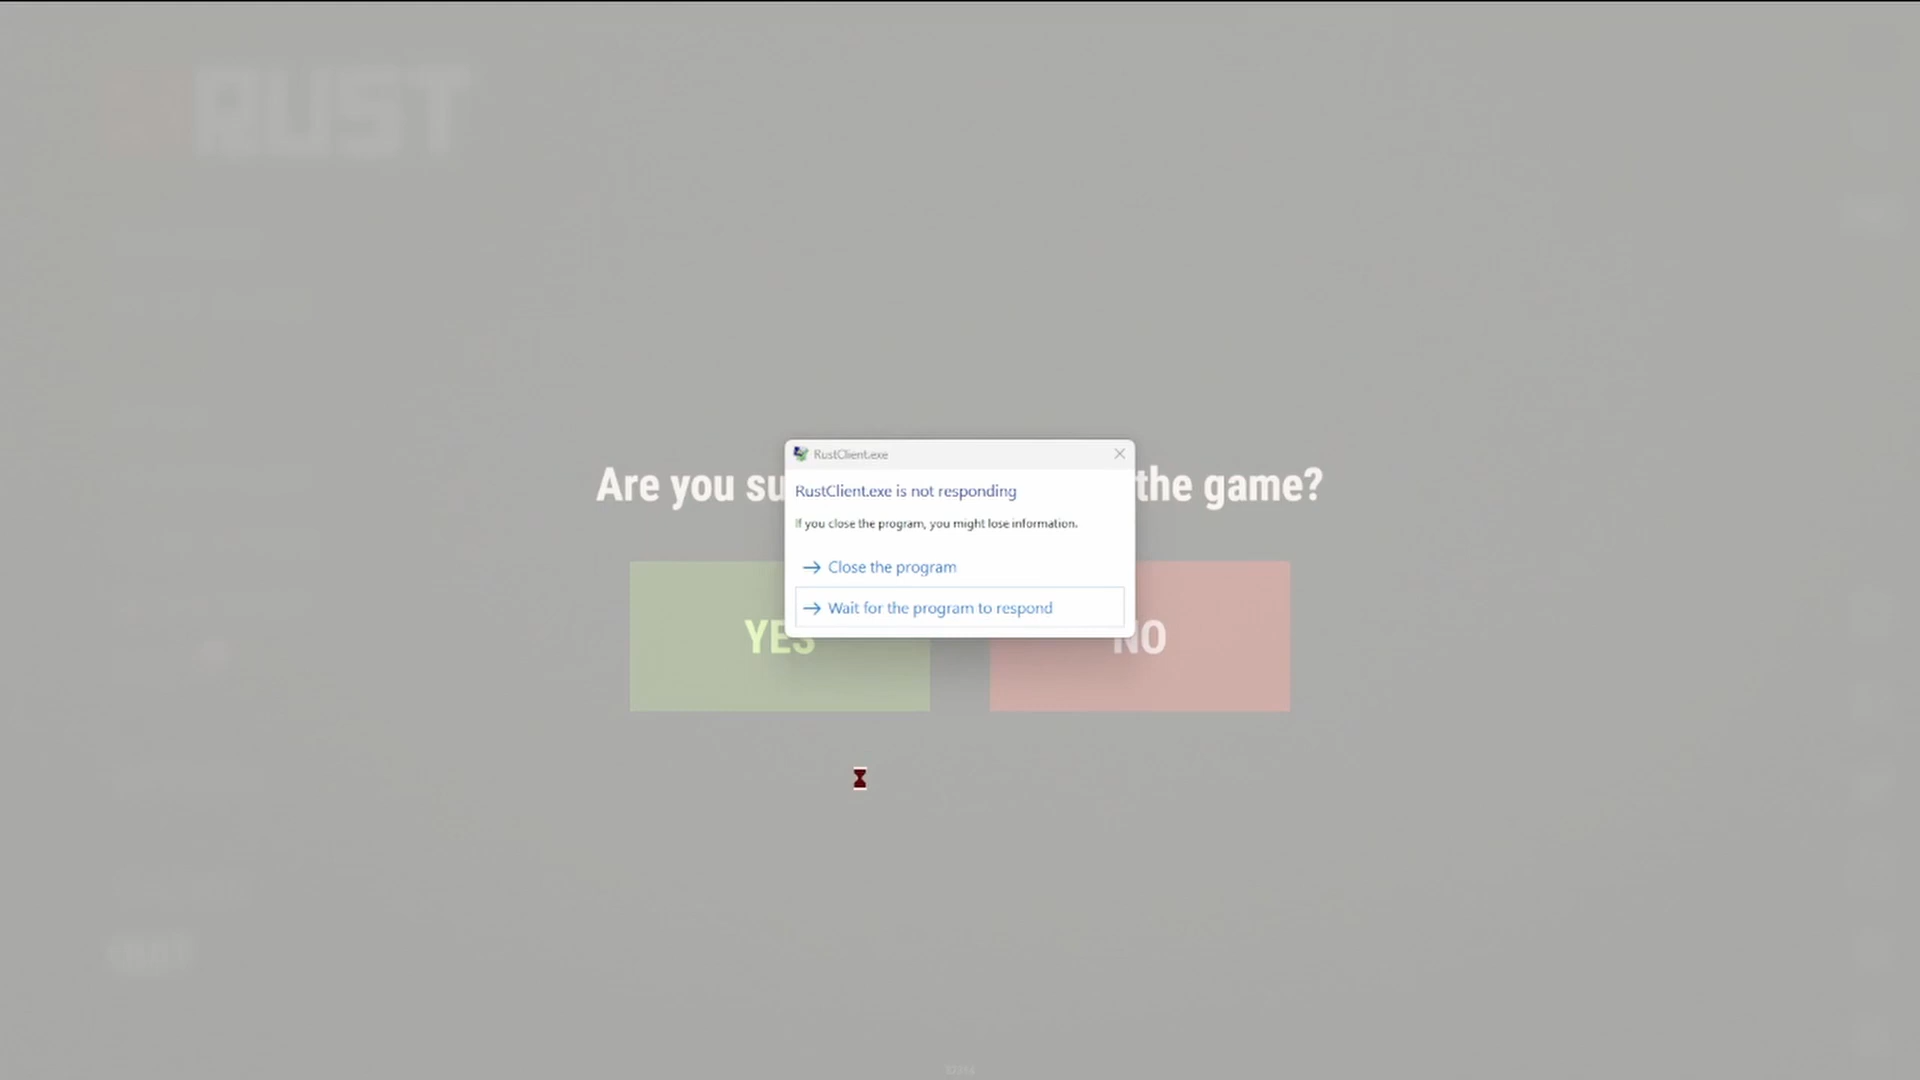 RUST
RustClient.exe
RustClient.exe is not responding
Are you su the game?
If you close the program, you might lose information.
Close the program
Wait for the program to respond
YES NO